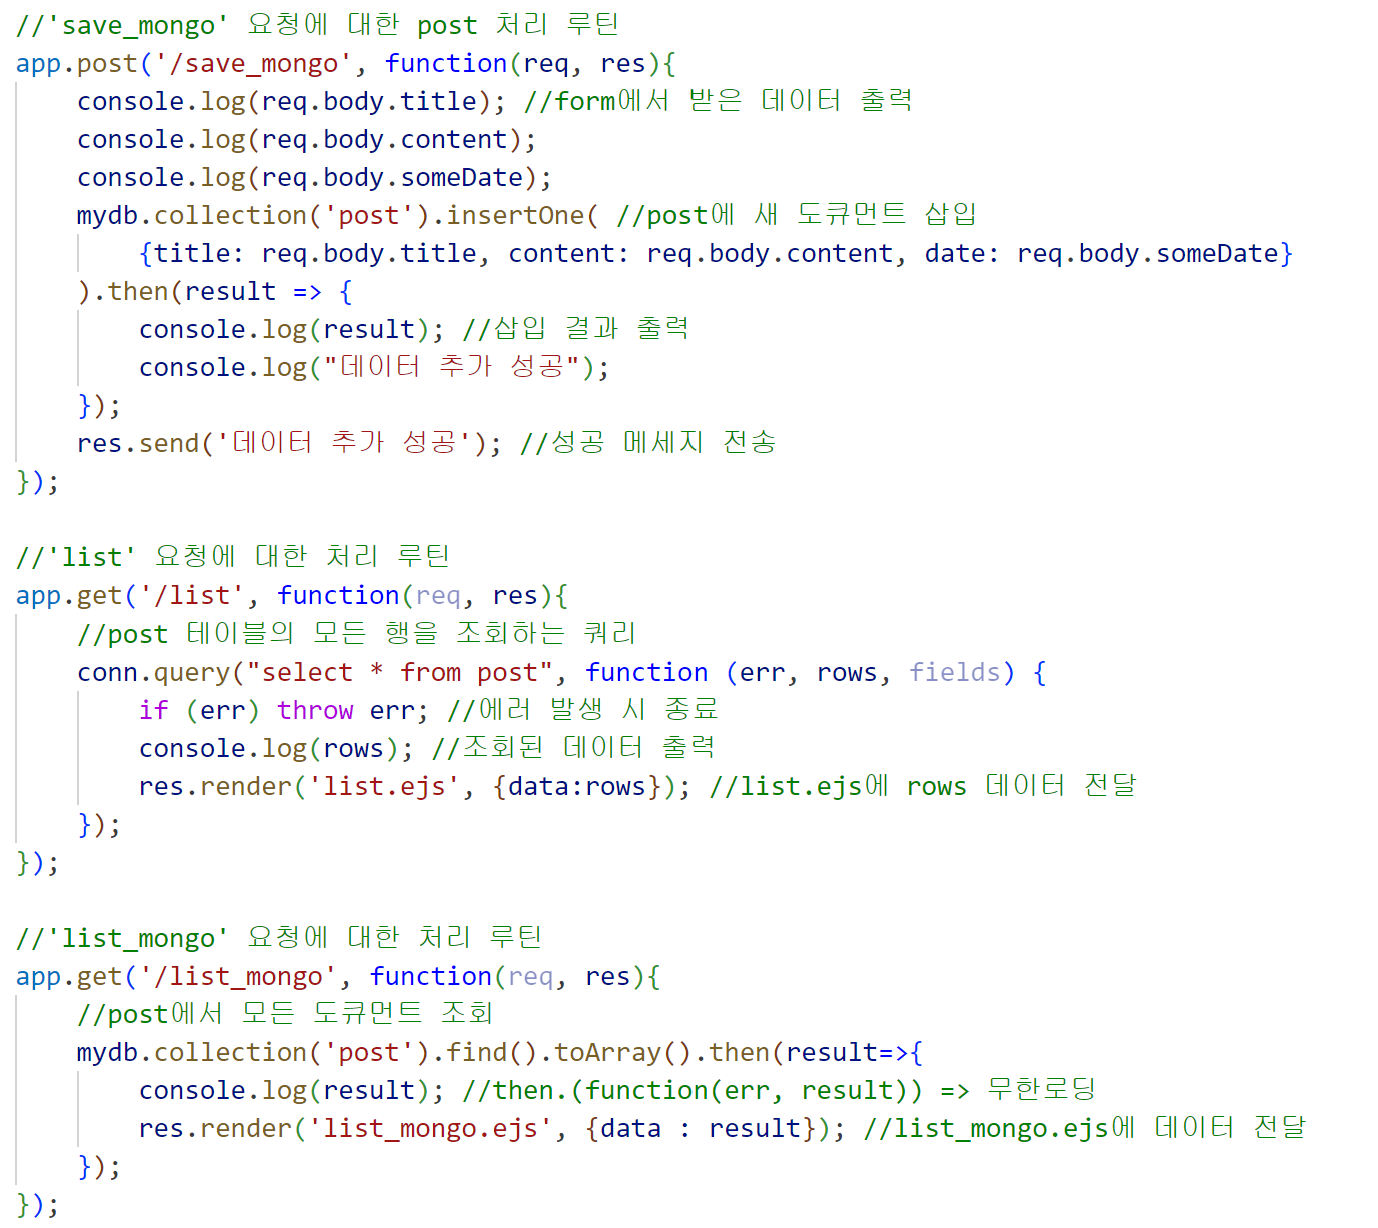 //'save_mongo' 요청에 대한 post 처리 루틴
app.post('/save_mongo', function(req, res){
    console.log(req.body.title); //form에서 받은 데이터 출력
    console.log(req.body.content);
    console.log(req.body.someDate);
    mydb.collection('post').insertOne( //post에 새 도큐먼트 삽입
        {title: req.body.title, content: req.body.content, date: req.body.someDate}
    ).then(result => {
        console.log(result); //삽입 결과 출력
        console.log("데이터 추가 성공");
    });
    res.send('데이터 추가 성공'); //성공 메세지 전송
});

//'list' 요청에 대한 처리 루틴
app.get('/list', function(req, res){
    //post 테이블의 모든 행을 조회하는 쿼리
    conn.query("select * from post", function (err, rows, fields) {
        if (err) throw err; //에러 발생 시 종료
        console.log(rows); //조회된 데이터 출력
        res.render('list.ejs', {data:rows}); //list.ejs에 rows 데이터 전달
    });
});

//'list_mongo' 요청에 대한 처리 루틴
app.get('/list_mongo', function(req, res){
    //post에서 모든 도큐먼트 조회
    mydb.collection('post').find().toArray().then(result=>{
        console.log(result); //then.(function(err, result)) => 무한로딩
        res.render('list_mongo.ejs', {data : result}); //list_mongo.ejs에 데이터 전달
    });
});